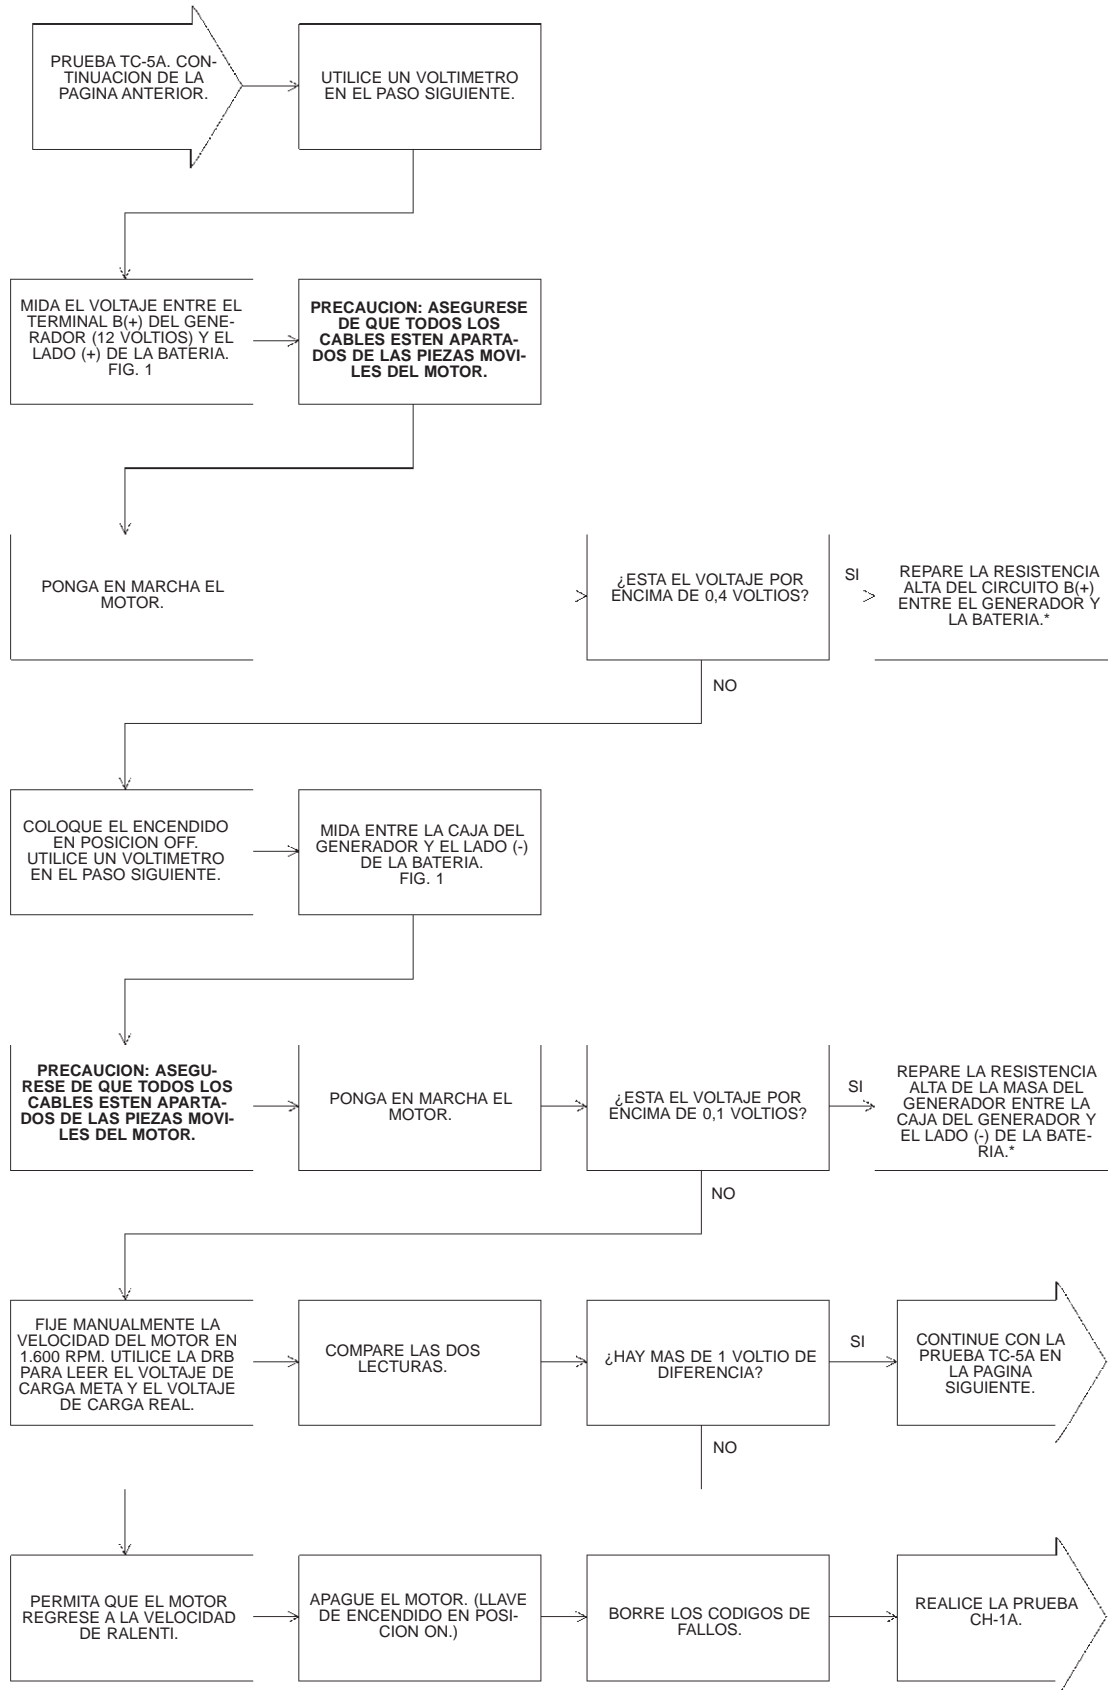 PRUEBA TC-5A. CON-
TINUACION DE LA
PAGINA ANTERIOR.
UTILICE UN VOLTIMETRO
EN EL PASO SIGUIENTE.
MIDA EL VOLTAJE ENTRE EL
TERMINAL B(+) DEL GENE-
RADOR (12 VOLTIOS) Y EL
LADO (+) DE LA BATERIA.
FIG. 1
PRECAUCION: ASEGURESE
DE QUE TODOS LOS
CABLES ESTEN APARTA-
DOS DE LAS PIEZAS MOVI-
LES DEL MOTOR.
PONGA EN MARCHA EL
MOTOR.
¿ESTA EL VOLTAJE POR
ENCIMA DE 0,4 VOLTIOS?
SI
REPARE LA RESISTENCIA
ALTA DEL CIRCUITO B(+)
ENTRE EL GENERADOR Y
LA BATERIA.*
NO
COLOQUE EL ENCENDIDO
EN POSICION OFF.
UTILICE UN VOLTIMETRO
EN EL PASO SIGUIENTE.
MIDA ENTRE LA CAJA DEL
GENERADOR Y EL LADO (-)
DE LA BATERIA.
FIG. 1
PRECAUCION: ASEGU-
RESE DE QUE TODOS LOS
CABLES ESTEN APARTA-
DOS DE LAS PIEZAS MOVI-
LES DEL MOTOR.
PONGA EN MARCHA EL
MOTOR.
¿ESTA EL VOLTAJE POR
ENCIMA DE 0,1 VOLTIOS?
SI
REPARE LA RESISTENCIA
ALTA DE LA MASA DEL
GENERADOR ENTRE LA
CAJA DEL GENERADOR Y
EL LADO (-) DE LA BATE-
RIA.*
NO
FIJE MANUALMENTE LA
VELOCIDAD DEL MOTOR EN
1.600 RPM. UTILICE LA DRB
PARA LEER EL VOLTAJE DE
CARGA META Y EL VOLTAJE
DE CARGA REAL.
COMPARE LAS DOS
LECTURAS.
¿HAY MAS DE 1 VOLTIO DE
DIFERENCIA?
SI
CONTINUE CON LA
PRUEBA TC-5A EN
LA PAGINA
SIGUIENTE.
NO
PERMITA QUE EL MOTOR
REGRESE A LA VELOCIDAD
DE RALENTI.
APAGUE EL MOTOR. (LLAVE
DE ENCENDIDO EN POSI-
CION ON.)
BORRE LOS CODIGOS DE
FALLOS.
REALICE LA PRUEBA
CH-1A.